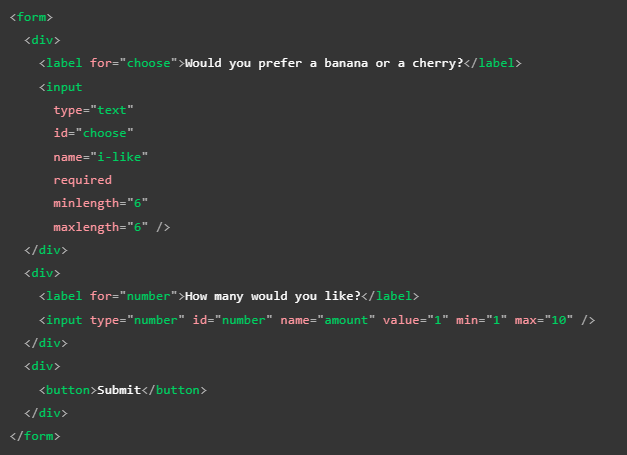 <form>
  <div>
    <label for="choose">Would you prefer a banana or a cherry?</label>
    <input
      type="text"
      id="choose"
      name="i-like"
      required
      minlength="6"
      maxlength="6" />
  </div>
  <div>
    <label for="number">How many would you like?</label>
    <input type="number" id="number" name="amount" value="1" min="1" max="10" />
  </div>
  <div>
    <button>Submit</button>
  </div>
</form>